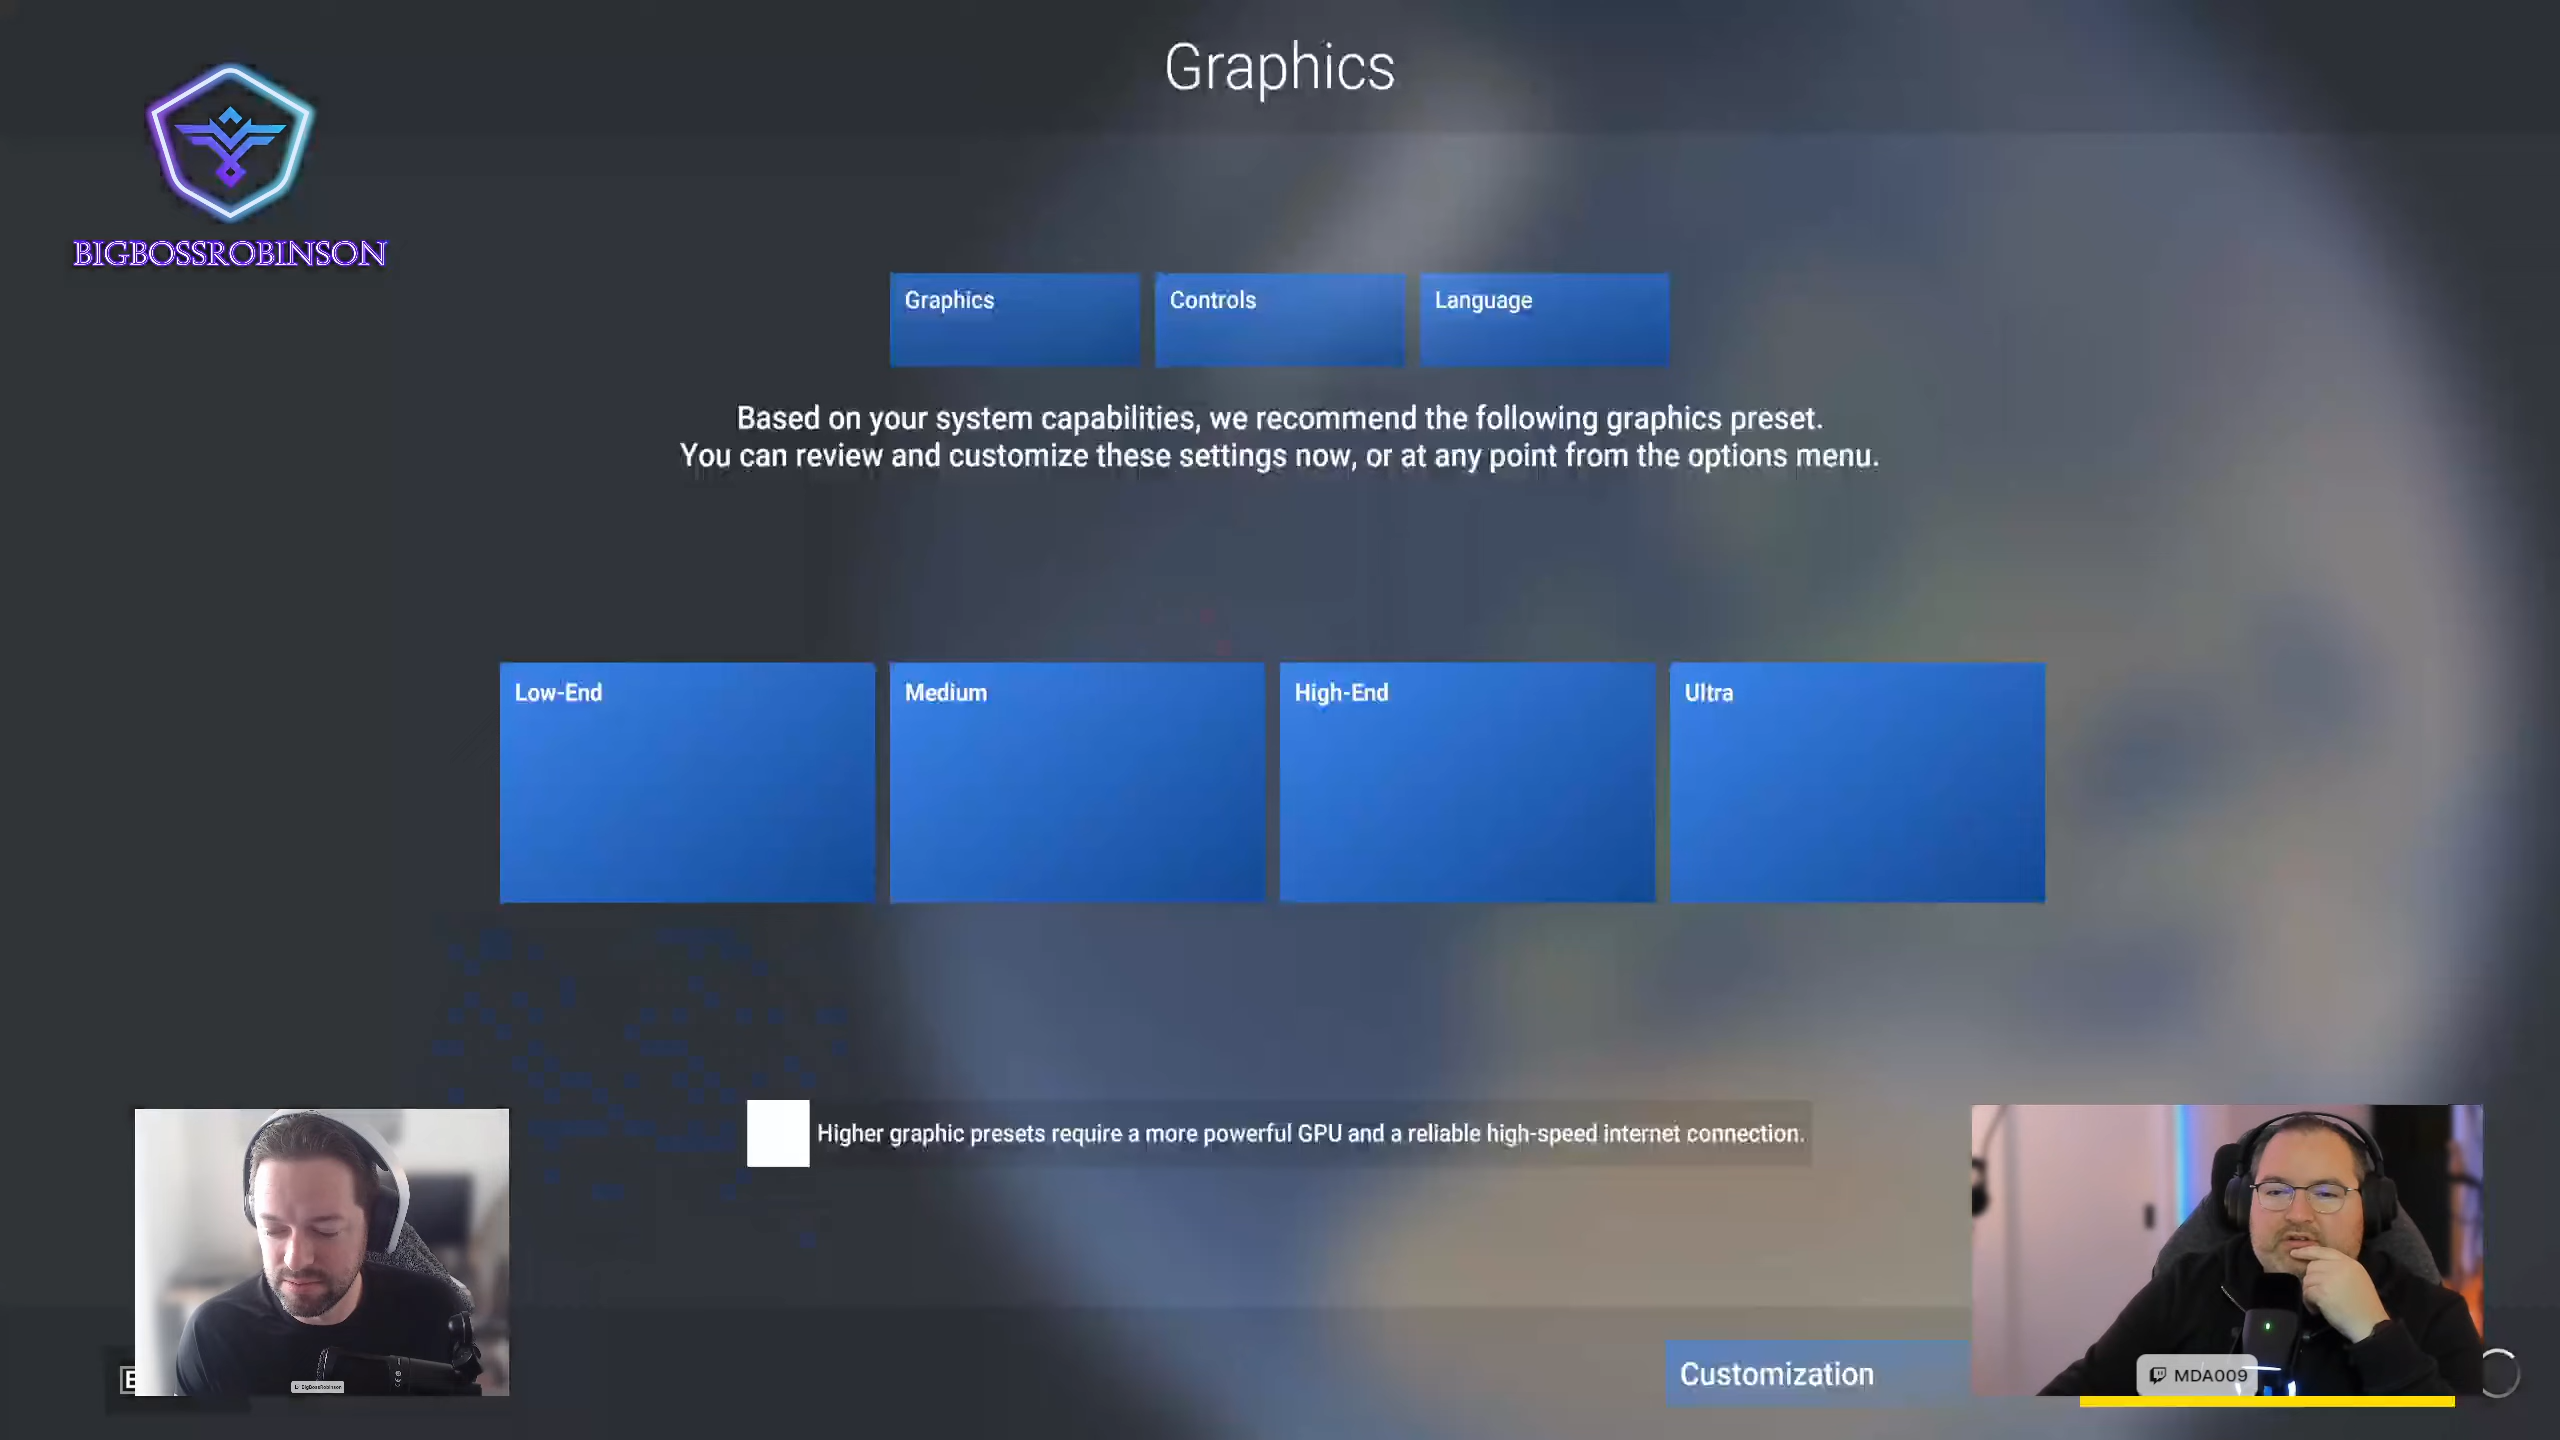 Graphics
BIGBOSSROBINSON
Graphics
Controls
Language
Based on your system capabilities, we recommend the following graphics preset.
You can review and customize these settings now, or at any point from the options menu.
Low-End
Medium
High-End
Ultra
Higher graphic presets require a more powerful GPU and a reliable high-speed internet connection.
BigBossRobinson
Customization
MDA009